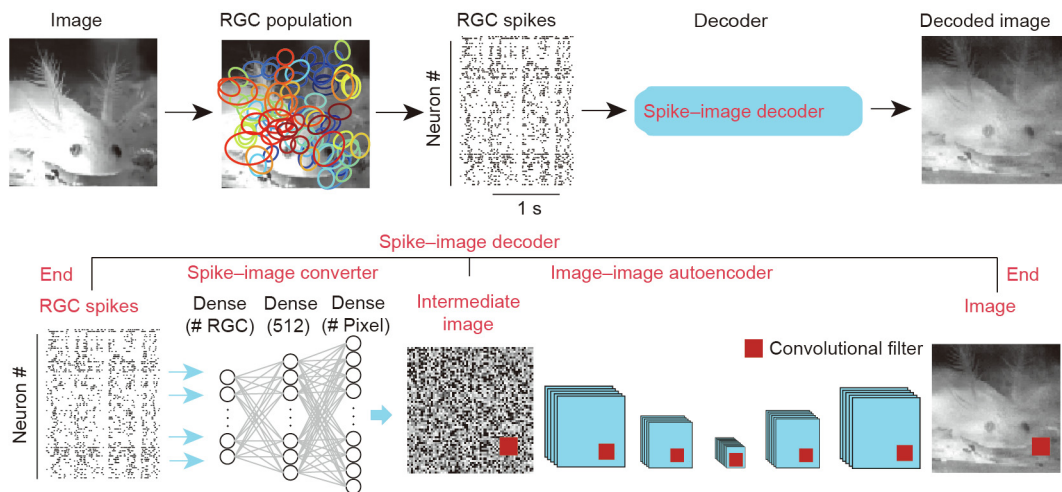 Image
RGC population
RGC spikes
Decoder
Decoded image
Neuron #
Spike–image decoder
1 s
Spike–image decoder
End
Spike–image converter
Image–image autoencoder
End
RGC spikes
Dense
(# RGC)
Dense
(512)
Dense
(# Pixel)
Intermediate
image
Image
Convolutional filter
Neuron #